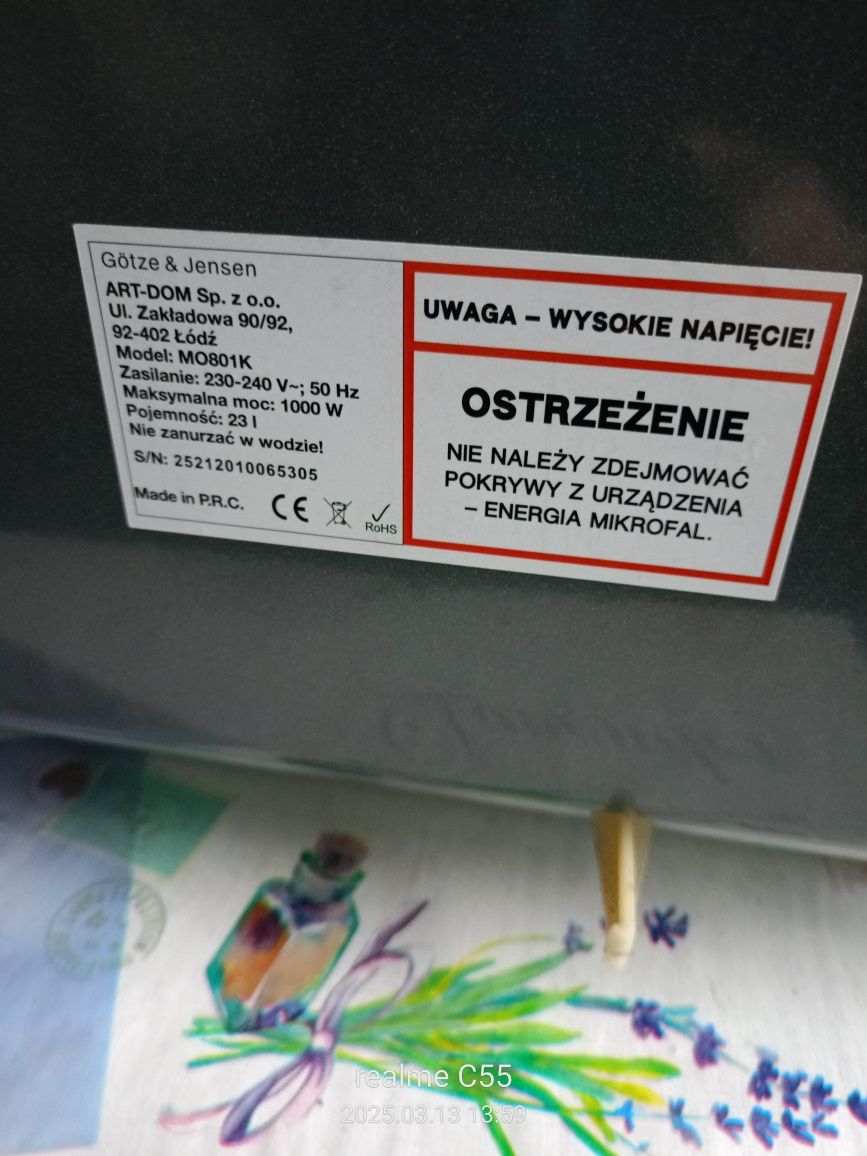 Götze & Jensen
ART-DOM Sp. z o.o.
Ul. Zakładowa 90/92,
92-402 Łódź
Model: MO801K
Zasilanie: 230-240 V~; 50 Hz
Maksymalna moc: 1000 W
Pojemność: 23 l
Nie zanurzać w wodzie!
S/N: 25212010065305
Made in P.R.C.
CE
RoHS
UWAGA – WYSOKIE NAPIĘCIE!
OSTRZEŻENIE
NIE NALEŻY ZDEJMOWAĆ
POKRYWY Z URZĄDZENIA
– ENERGIA MIKROFAL.
realme C55
2025.03.13 13:59